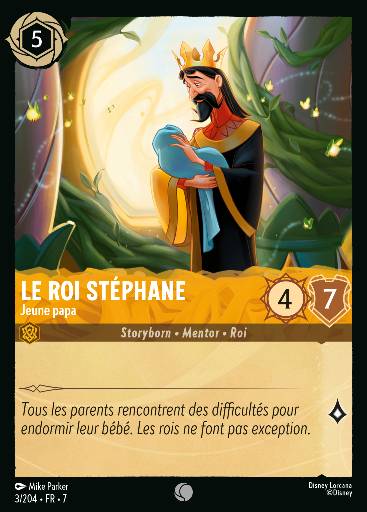 5
LE ROI STÉPHANE
Jeune papa
4
7
Storyborn • Mentor • Roi
Tous les parents rencontrent des difficultés pour
endormir leur bébé. Les rois ne font pas exception.
Mike Parker
3/204 • FR • 7
Disney Lorcana
©Disney